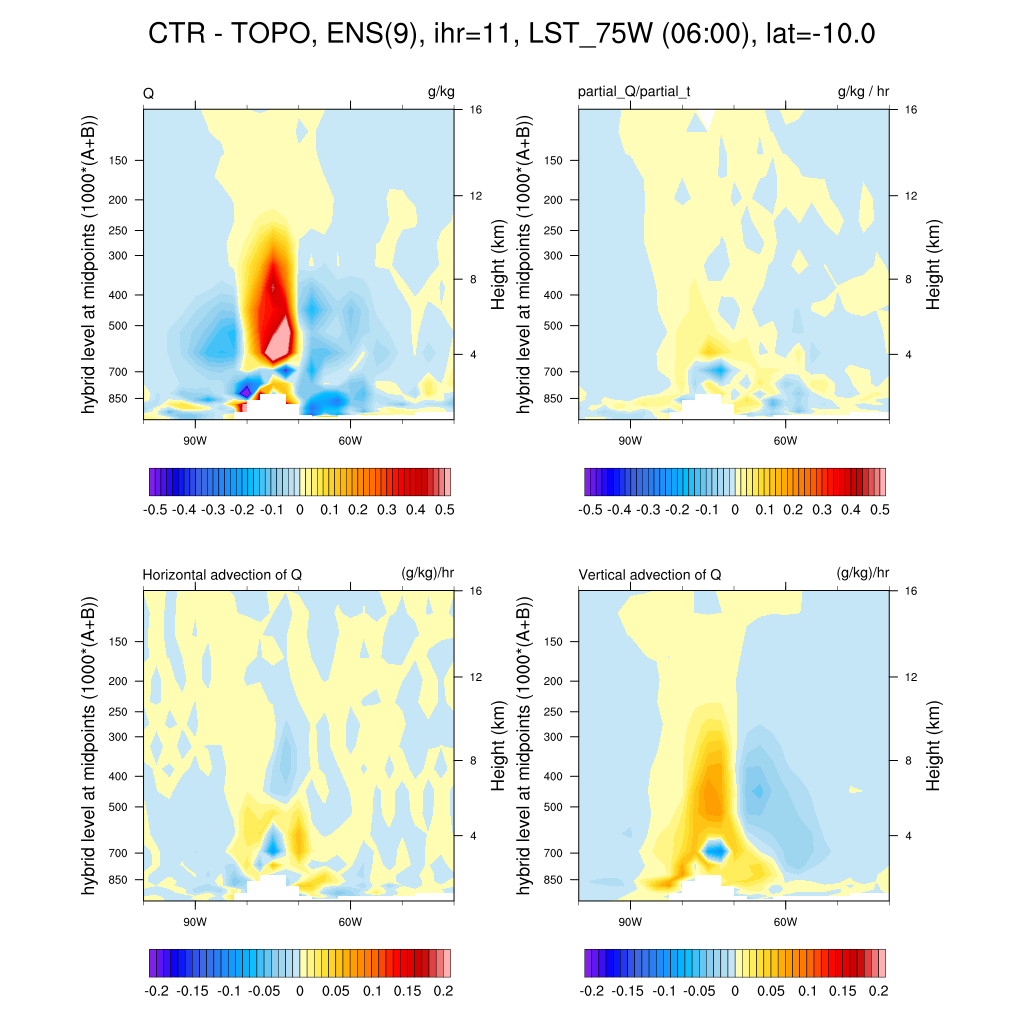 CTR - TOPO, ENS(9), ihr=11, LST_75W (06:00), lat=-10.0
Q g/kg
hybrid level at midpoints (1000*(A+B))
150
200
250
300
400
500
700
850
16
12
8
4
Height (km)
90W 60W
-0.5 -0.4 -0.3 -0.2 -0.1 0 0.1 0.2 0.3 0.4 0.5
partial_Q/partial_t g/kg / hr
hybrid level at midpoints (1000*(A+B))
150
200
250
300
400
500
700
850
16
12
8
4
Height (km)
90W 60W
-0.5 -0.4 -0.3 -0.2 -0.1 0 0.1 0.2 0.3 0.4 0.5
Horizontal advection of Q (g/kg)/hr
hybrid level at midpoints (1000*(A+B))
150
200
250
300
400
500
700
850
16
12
8
4
Height (km)
90W 60W
-0.2 -0.15 -0.1 -0.05 0 0.05 0.1 0.15 0.2
Vertical advection of Q (g/kg)/hr
hybrid level at midpoints (1000*(A+B))
150
200
250
300
400
500
700
850
16
12
8
4
Height (km)
90W 60W
-0.2 -0.15 -0.1 -0.05 0 0.05 0.1 0.15 0.2